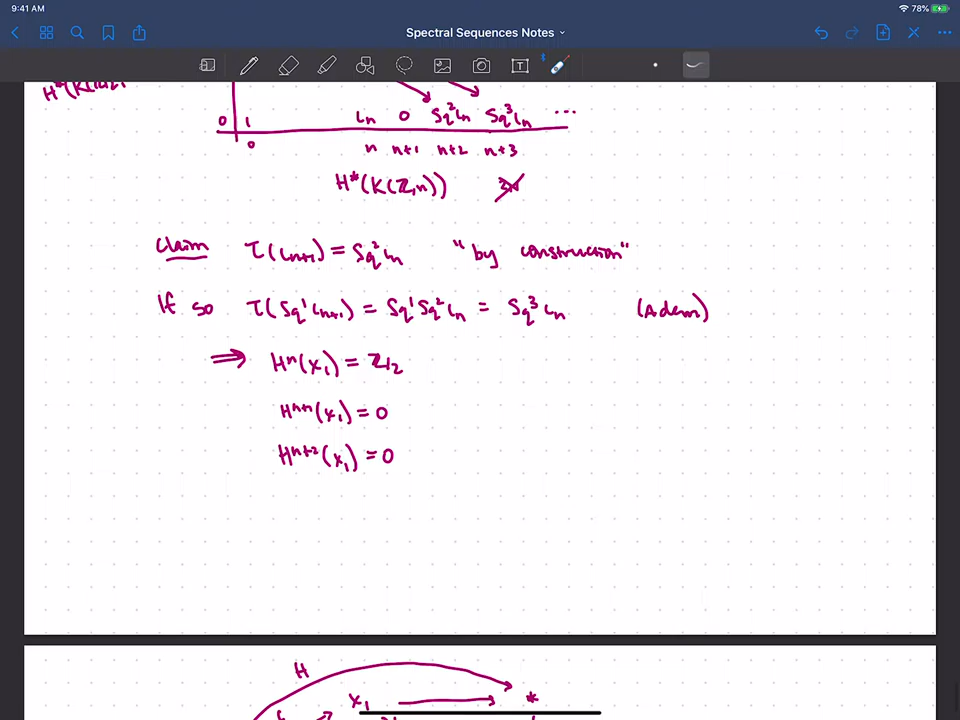 9:41 AM
78%
Spectral Sequences Notes
T
H*(K(ℤ/2,
0 1 ιn 0 Sq²ιn Sq³ιn ...
0 n n+1 n+2 n+3
H*(K(ℤ,n))
Claim τ(ιn+1) = Sq²ιn "by construction"
If so τ(Sq¹ιn+1) = Sq¹Sq²ιn = Sq³ιn (Adem)
⟹ Hⁿ(X₁) = ℤ/2
Hⁿ⁺¹(X₁) = 0
Hⁿ⁺²(X₁) = 0
H
X₁ *